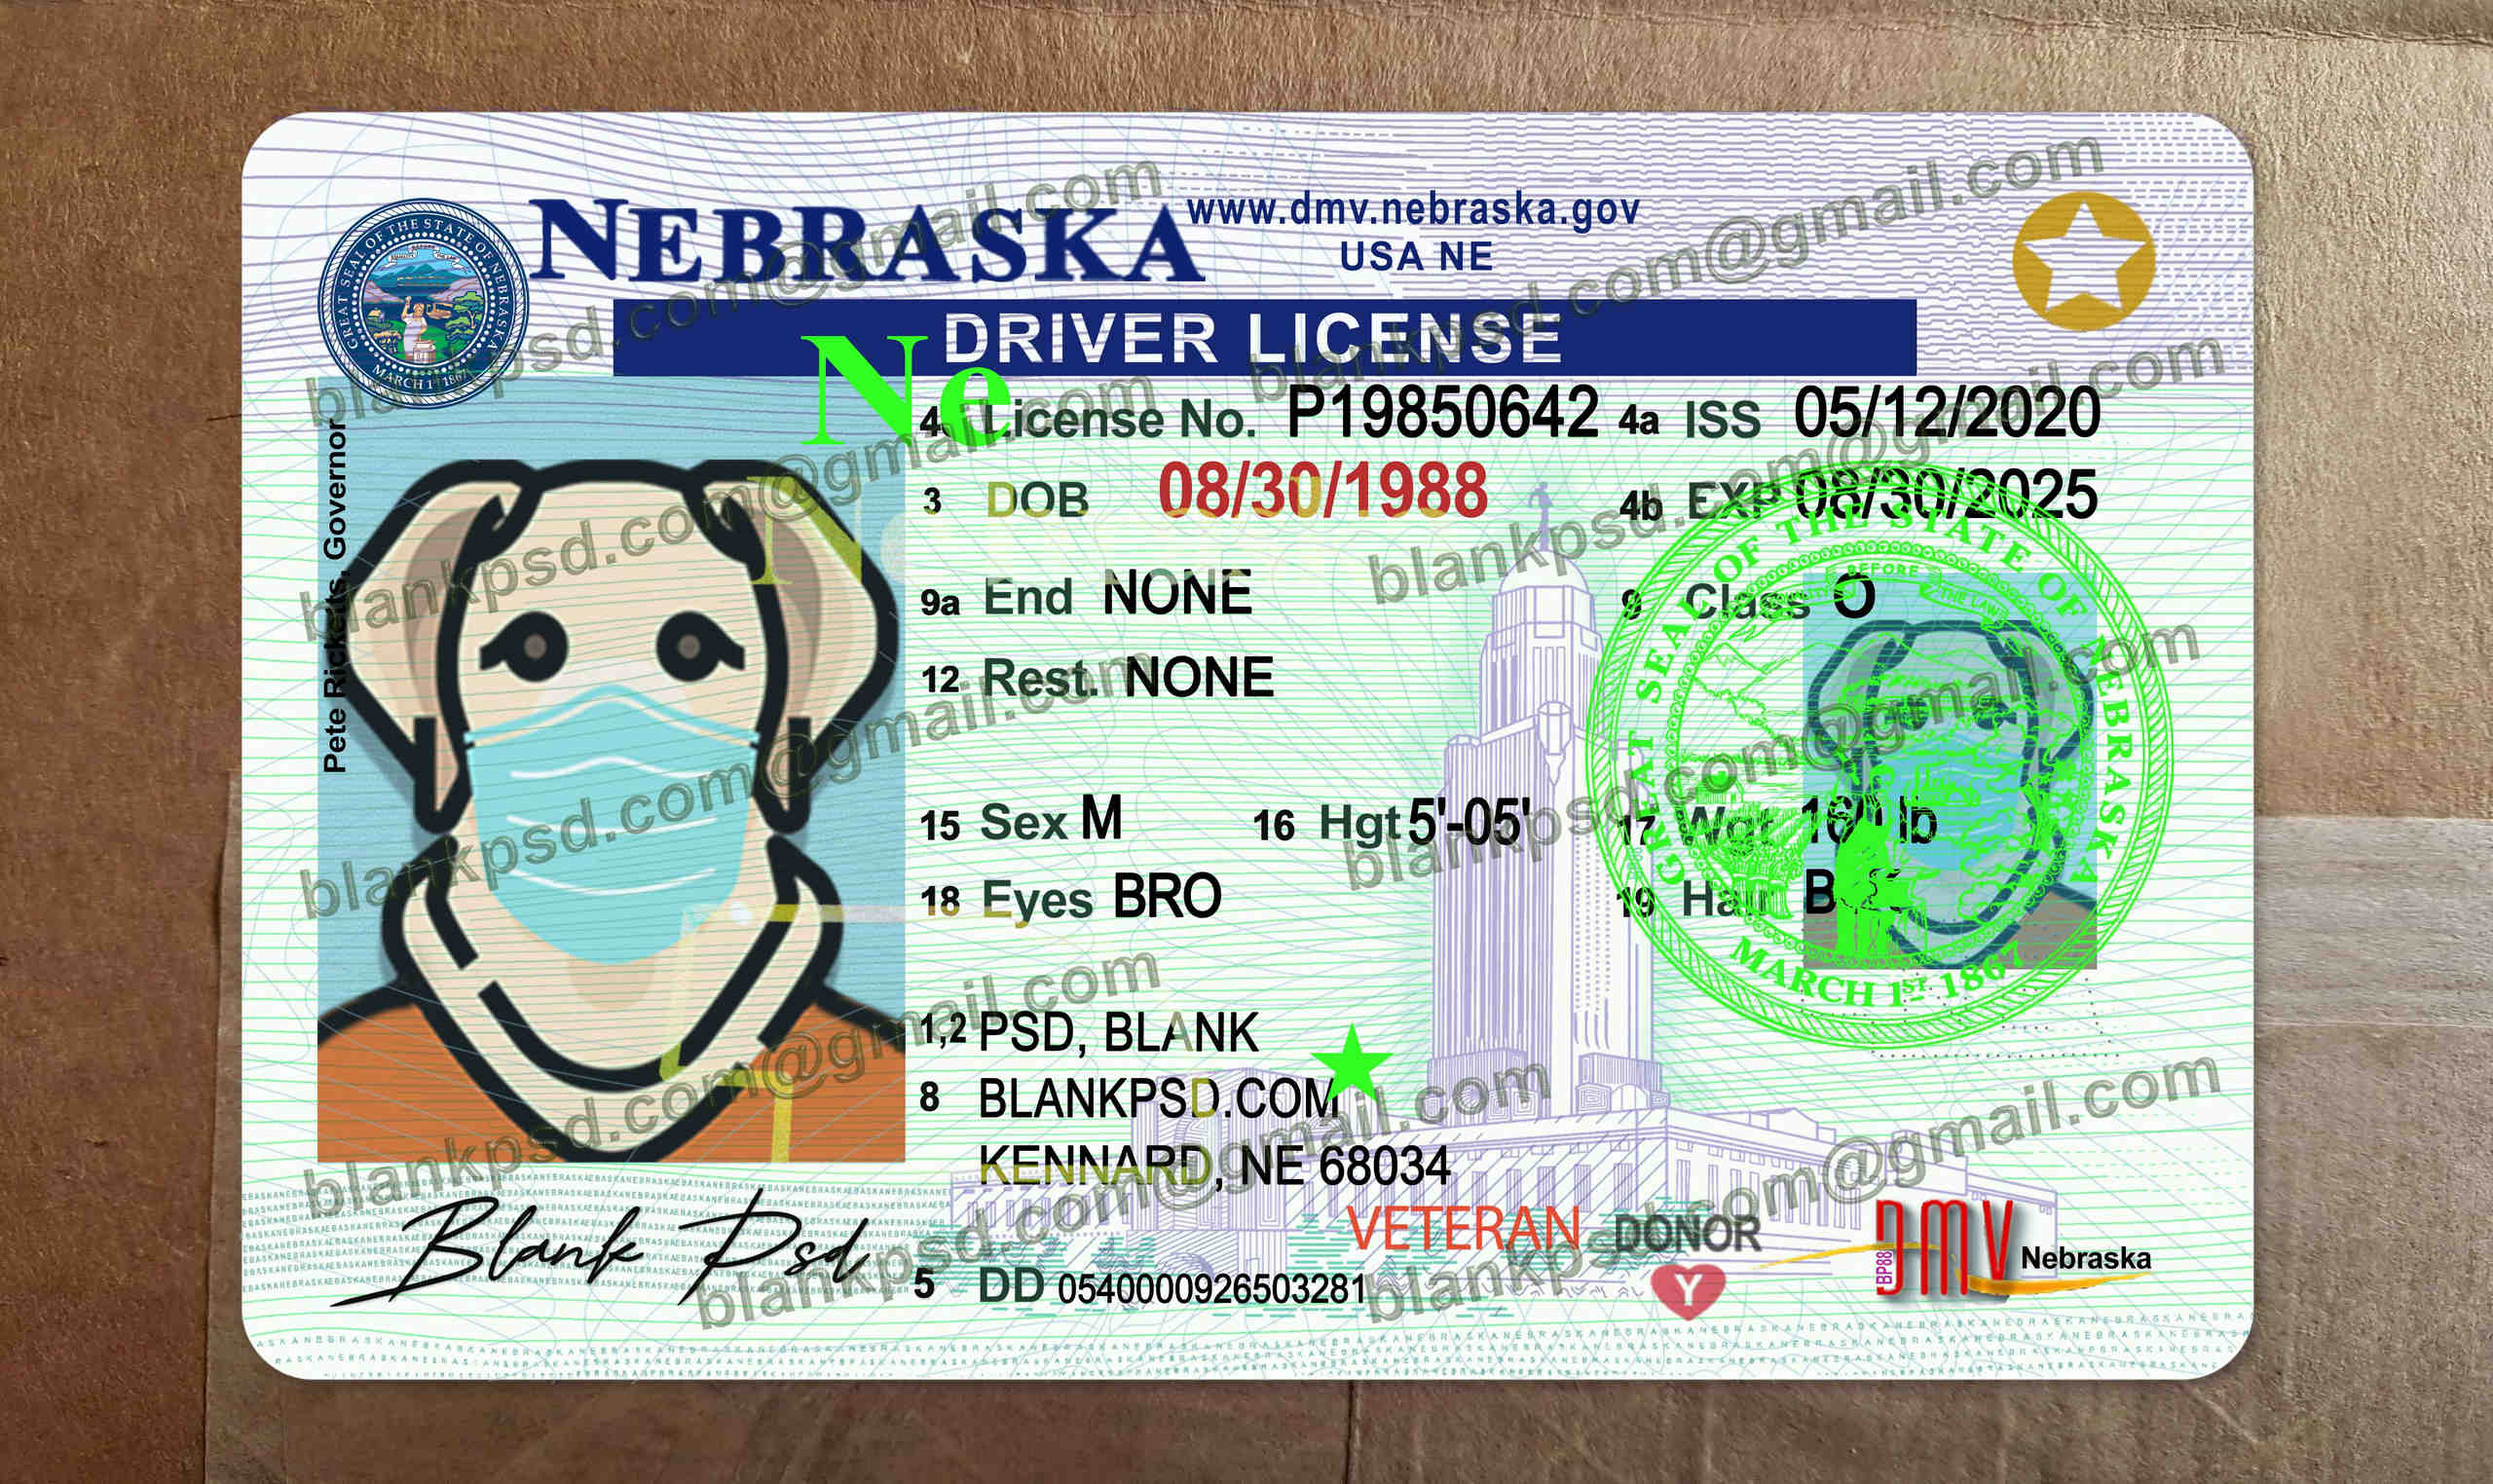 NEBRASKA
www.dmv.nebraska.gov
USA NE
DRIVER LICENSE
GREAT SEAL OF THE STATE OF NEBRASKA
MARCH 1ST 1867
Ne
License No. P19850642
4a ISS 05/12/2020
3 DOB 08/30/1988
4b EXP 08/30/2025
Pete Ricketts, Governor
9a End NONE
9 Class O
12 Rest. NONE
15 Sex M
16 Hgt 5'-05'
17 Wgt 160 lb
18 Eyes BRO
19 Hair
GREAT SEAL OF THE STATE OF NEBRASKA
BEFORE THE LAW
MARCH 1ST 1867
1,2 PSD, BLANK
8 BLANKPSD.COM
KENNARD, NE 68034
VETERAN
DONOR
Y
Blank Psd
5 DD 0540000926503281
DMV Nebraska
BP88
blankpsd.com@gmail.com
blankpsd.com@gmail.com
blankpsd.com@gmail.com
blankpsd.com@gmail.com
blankpsd.com@gmail.com
blankpsd.com@gmail.com
blankpsd.com@gmail.com
blankpsd.com@gmail.com